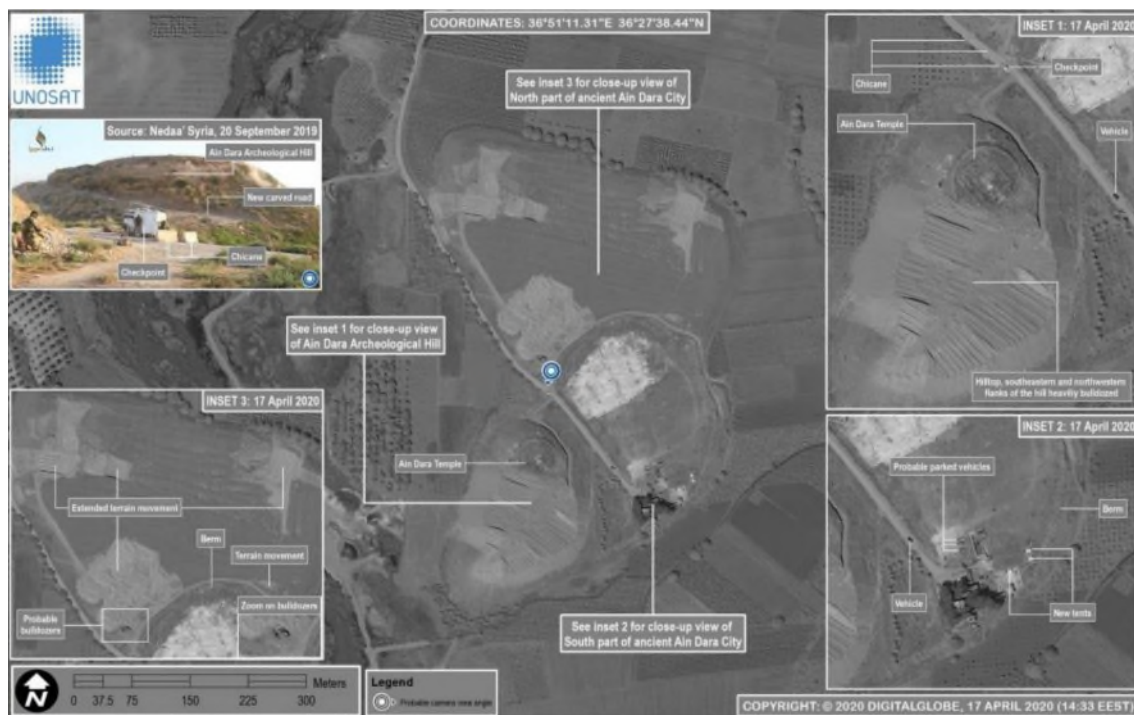 COORDINATES: 36°51'11.31"E 36°27'38.44"N
UNOSAT
Source: Nedaa' Syria, 20 September 2019
Ain Dara Archeological Hill
New carved road
Chicane
Checkpoint
See inset 3 for close-up view of
North part of ancient Ain Dara City
See inset 1 for close-up view
of Ain Dara Archeological Hill
Ain Dara Temple
See inset 2 for close-up view of
South part of ancient Ain Dara City
INSET 1: 17 April 2020
Checkpoint
Chicane
Ain Dara Temple
Vehicle
Hilltop, southeastern and northwestern
flanks of the hill heavily bulldozed
INSET 2: 17 April 2020
Probable parked vehicles
Berm
Vehicle
New tents
INSET 3: 17 April 2020
Extended terrain movement
Berm
Terrain movement
Probable
bulldozers
Zoom on bulldozers
N
Meters
0 37.5 75 150 225 300
Legend
Probable camera view angle
COPYRIGHT: © 2020 DIGITALGLOBE, 17 APRIL 2020 (14:33 EEST)